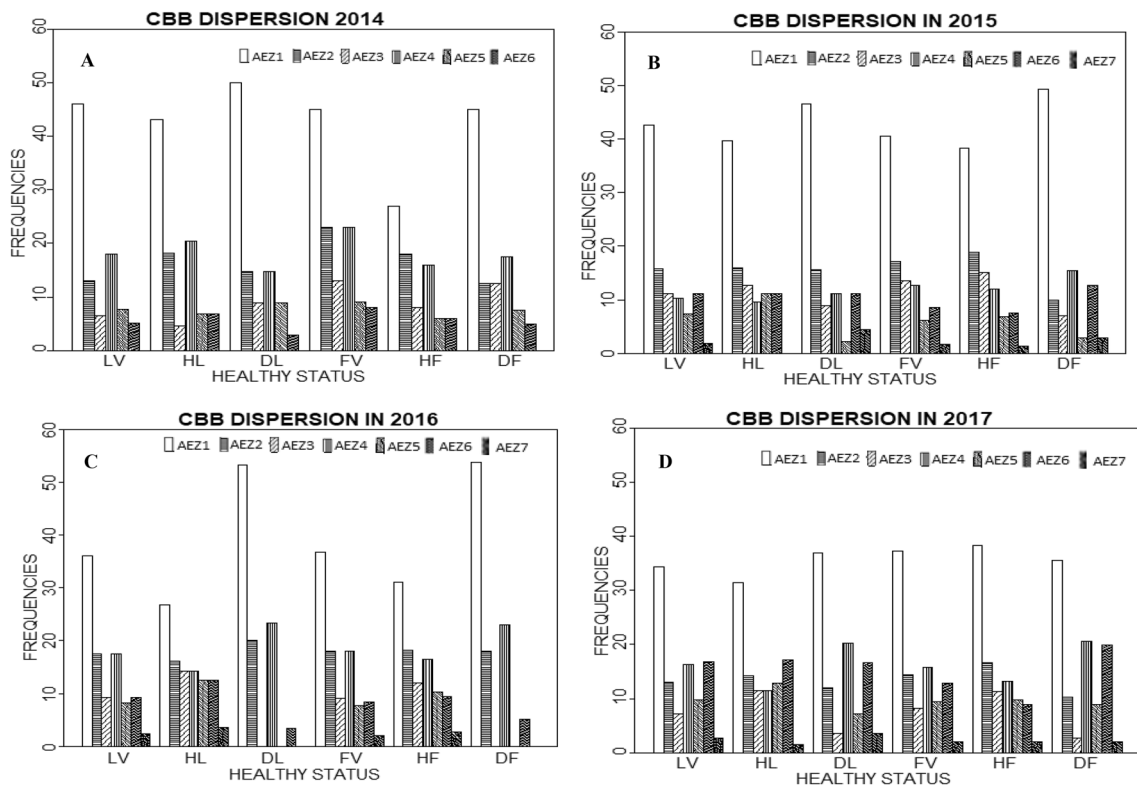 CBB DISPERSION 2014
A
AEZ1 AEZ2 AEZ3 AEZ4 AEZ5 AEZ6
FREQUENCIES
60
50
40
30
20
10
0
LV HL DL FV HF DF
HEALTHY STATUS
CBB DISPERSION IN 2015
B
AEZ1 AEZ2 AEZ3 AEZ4 AEZ5 AEZ6 AEZ7
FREQUENCIES
60
50
40
30
20
10
0
LV HL DL FV HF DF
HEALTHY STATUS
CBB DISPERSION IN 2016
C
AEZ1 AEZ2 AEZ3 AEZ4 AEZ5 AEZ6 AEZ7
FREQUENCIES
60
50
40
30
20
10
0
LV HL DL FV HF DF
HEALTHY STATUS
CBB DISPERSION IN 2017
D
AEZ1 AEZ2 AEZ3 AEZ4 AEZ5 AEZ6 AEZ7
FREQUENCIES
60
50
40
30
20
10
0
LV HL DL FV HF DF
HEALTHY STATUS